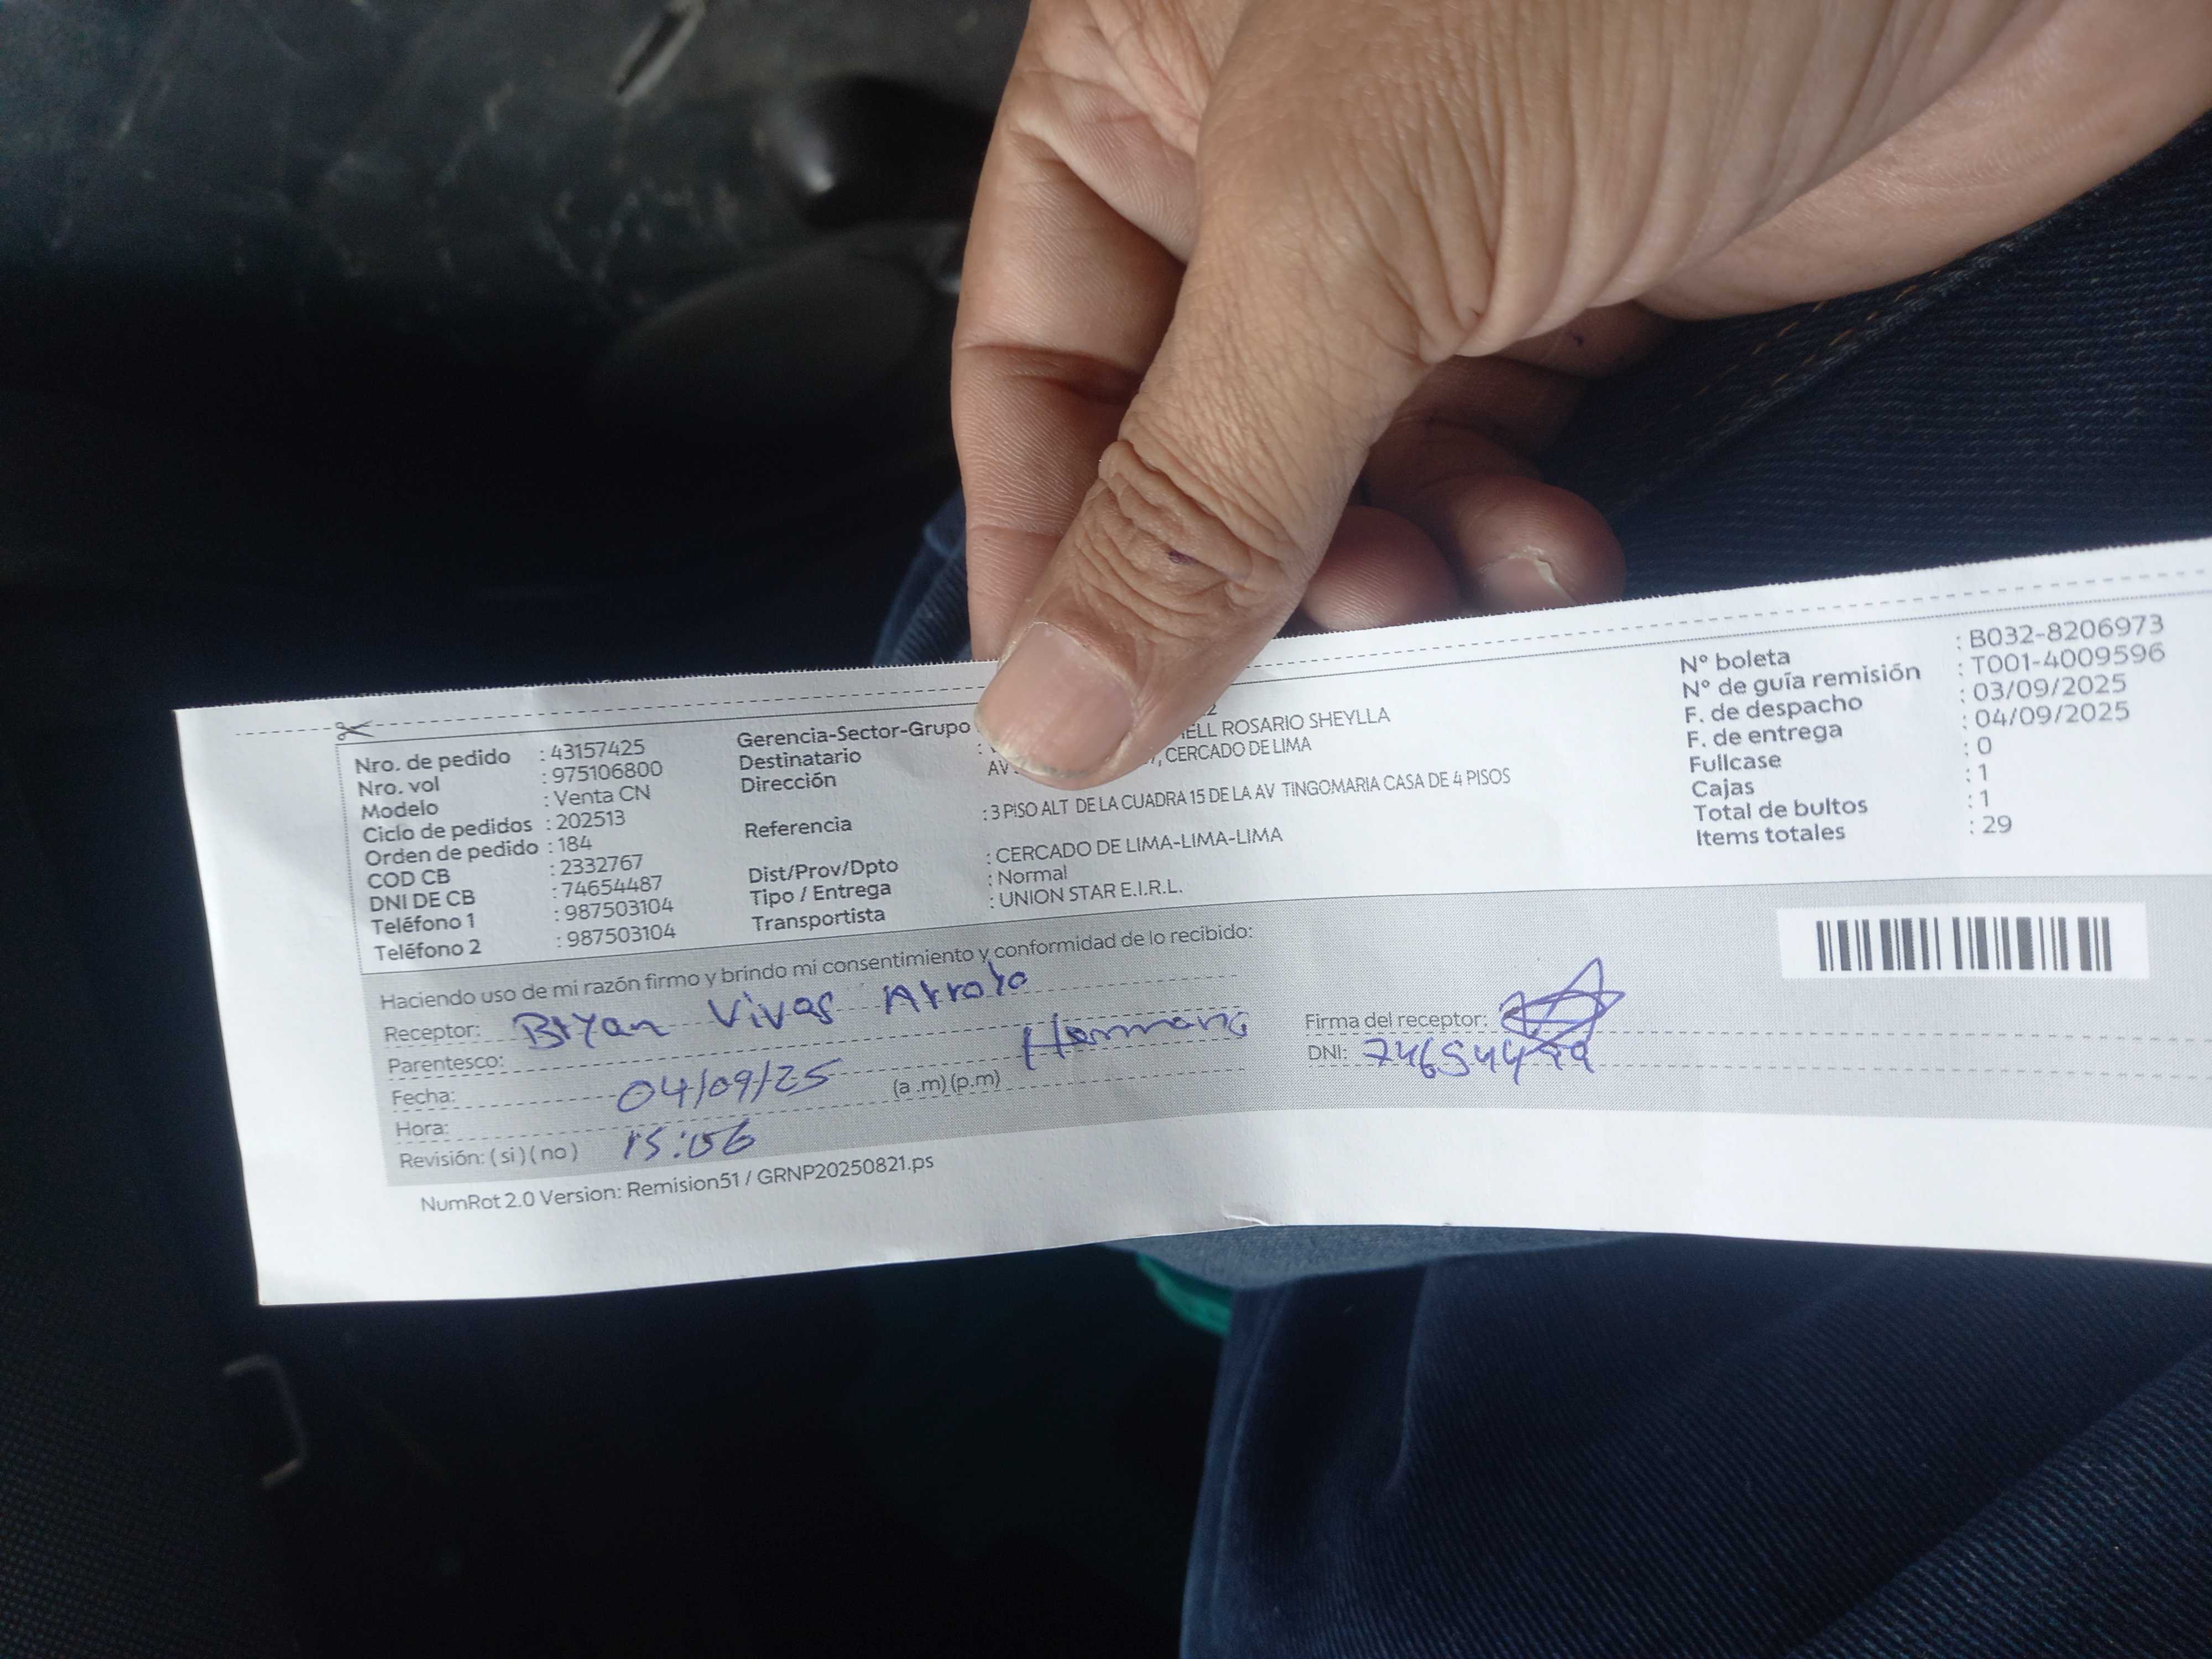 Nro. de pedido : 43157425
Nro. vol : 975106800
Modelo : Venta CN
Ciclo de pedidos : 202513
Orden de pedido : 184
COD CB : 2332767
DNI DE CB : 74654487
Teléfono 1 : 987503104
Teléfono 2 : 987503104
Gerencia-Sector-Grupo
Destinatario : ROSARIO SHEYLLA
Dirección : AV CERCADO DE LIMA
Referencia : 3 PISO ALT DE LA CUADRA 15 DE LA AV TINGOMARIA CASA DE 4 PISOS
Dist/Prov/Dpto : CERCADO DE LIMA-LIMA-LIMA
Tipo / Entrega : Normal
Transportista : UNION STAR E.I.R.L.
N° boleta : B032-8206973
N° de guía remisión : T001-4009596
F. de despacho : 03/09/2025
F. de entrega : 04/09/2025
Fullcase : 0
Cajas : 1
Total de bultos : 1
Items totales : 29
Haciendo uso de mi razón firmo y brindo mi consentimiento y conformidad de lo recibido:
Receptor: Bryan Vivas Arroyo
Parentesco: Hermano
Fecha: 04/09/25 (a .m) (p.m)
Hora: 15:06
Revisión: ( si ) ( no )
Firma del receptor:
DNI:
NumRot 2.0 Version: Remision51 / GRNP20250821.ps